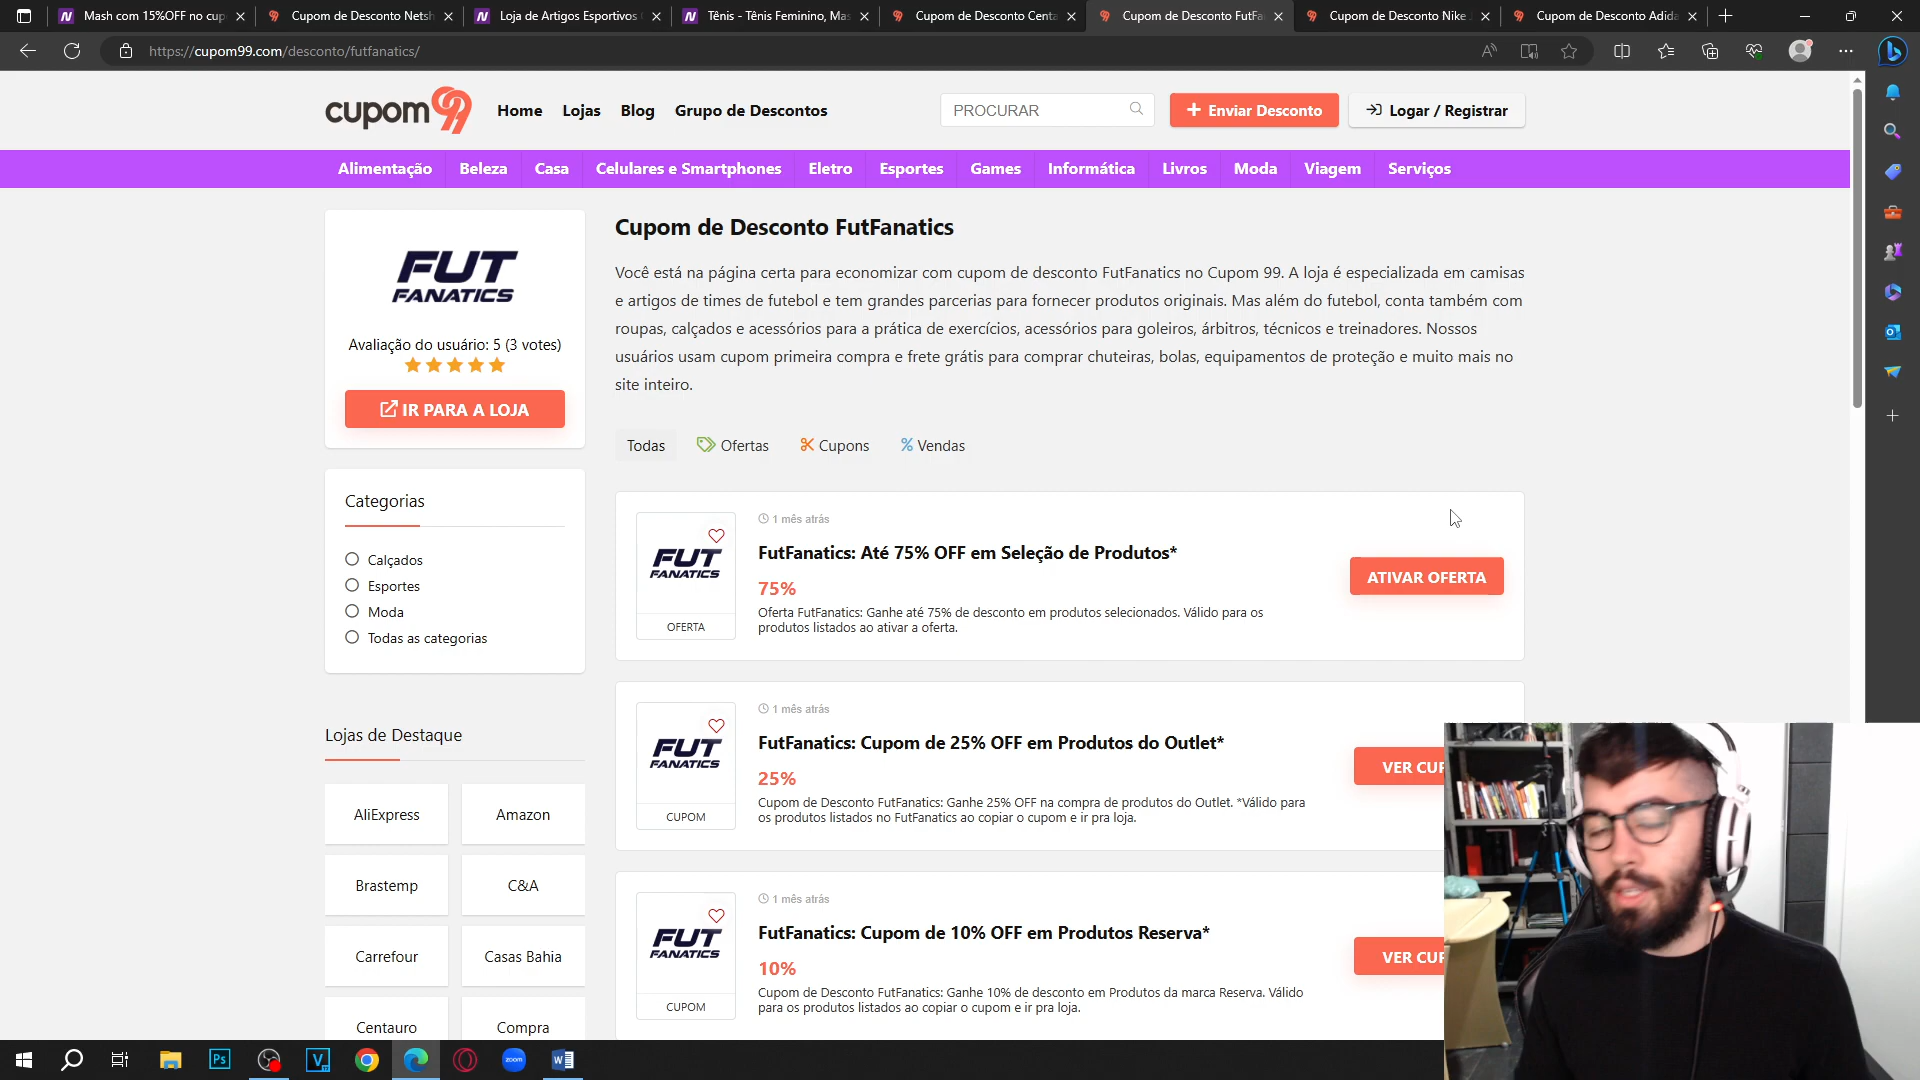 Mash com 15%OFF no cup
Cupom de Desconto Netsh
Loja de Artigos Esportivos
Tênis - Tênis Feminino, Mas
Cupom de Desconto Centa
Cupom de Desconto FutFa
Cupom de Desconto Nike
Cupom de Desconto Adida
https://cupom99.com/desconto/futfanatics/
cupom99
Home
Lojas
Blog
Grupo de Descontos
PROCURAR
Enviar Desconto
Logar / Registrar
Alimentação
Beleza
Casa
Celulares e Smartphones
Eletro
Esportes
Games
Informática
Livros
Moda
Viagem
Serviços
FUT
FANATICS
Avaliação do usuário: 5 (3 votes)
IR PARA A LOJA
Categorias
Calçados
Esportes
Moda
Todas as categorias
Lojas de Destaque
AliExpress
Amazon
Brastemp
C&A
Carrefour
Casas Bahia
Centauro
Compra
Cupom de Desconto FutFanatics
Você está na página certa para economizar com cupom de desconto FutFanatics no Cupom 99. A loja é especializada em camisas
e artigos de times de futebol e tem grandes parcerias para fornecer produtos originais. Mas além do futebol, conta também com
roupas, calçados e acessórios para a prática de exercícios, acessórios para goleiros, árbitros, técnicos e treinadores. Nossos
usuários usam cupom primeira compra e frete grátis para comprar chuteiras, bolas, equipamentos de proteção e muito mais no
site inteiro.
Todas
Ofertas
Cupons
Vendas
FUT
FANATICS
OFERTA
1 mês atrás
FutFanatics: Até 75% OFF em Seleção de Produtos*
75%
Oferta FutFanatics: Ganhe até 75% de desconto em produtos selecionados. Válido para os
produtos listados ao ativar a oferta.
ATIVAR OFERTA
FUT
FANATICS
CUPOM
1 mês atrás
FutFanatics: Cupom de 25% OFF em Produtos do Outlet*
25%
Cupom de Desconto FutFanatics: Ganhe 25% OFF na compra de produtos do Outlet. *Válido para
os produtos listados no FutFanatics ao copiar o cupom e ir pra loja.
VER CUP
FUT
FANATICS
CUPOM
1 mês atrás
FutFanatics: Cupom de 10% OFF em Produtos Reserva*
10%
Cupom de Desconto FutFanatics: Ganhe 10% de desconto em Produtos da marca Reserva. Válido
para os produtos listados ao copiar o cupom e ir pra loja.
VER CUP
Ps
V
zoom
W